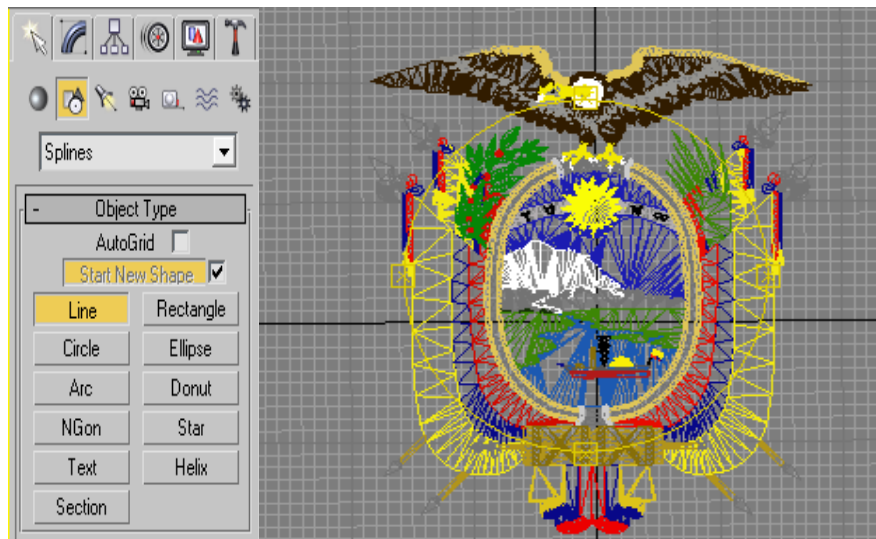 Splines
- Object Type
AutoGrid
Start New Shape
Line Rectangle
Circle Ellipse
Arc Donut
NGon Star
Text Helix
Section